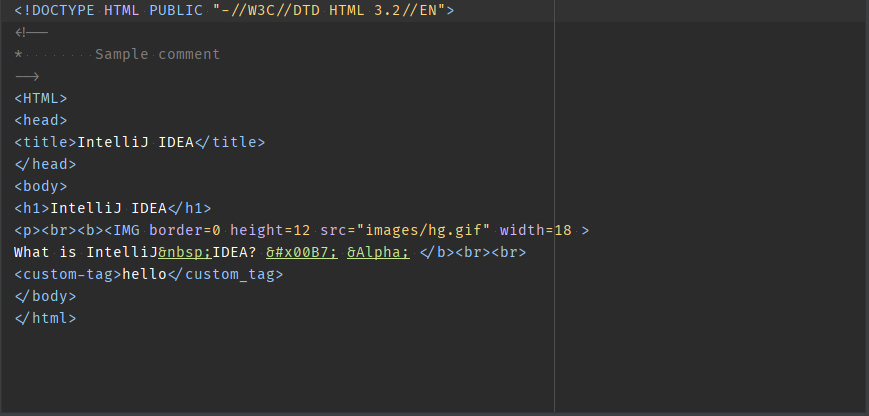 <!DOCTYPE HTML PUBLIC "-//W3C//DTD HTML 3.2//EN">
<!--
*        Sample comment
-->
<HTML>
<head>
<title>IntelliJ IDEA</title>
</head>
<body>
<h1>IntelliJ IDEA</h1>
<p><br><b><IMG border=0 height=12 src="images/hg.gif" width=18 >
What is IntelliJ&nbsp;IDEA? &#x00B7; &Alpha; </b><br><br>
<custom-tag>hello</custom_tag>
</body>
</html>